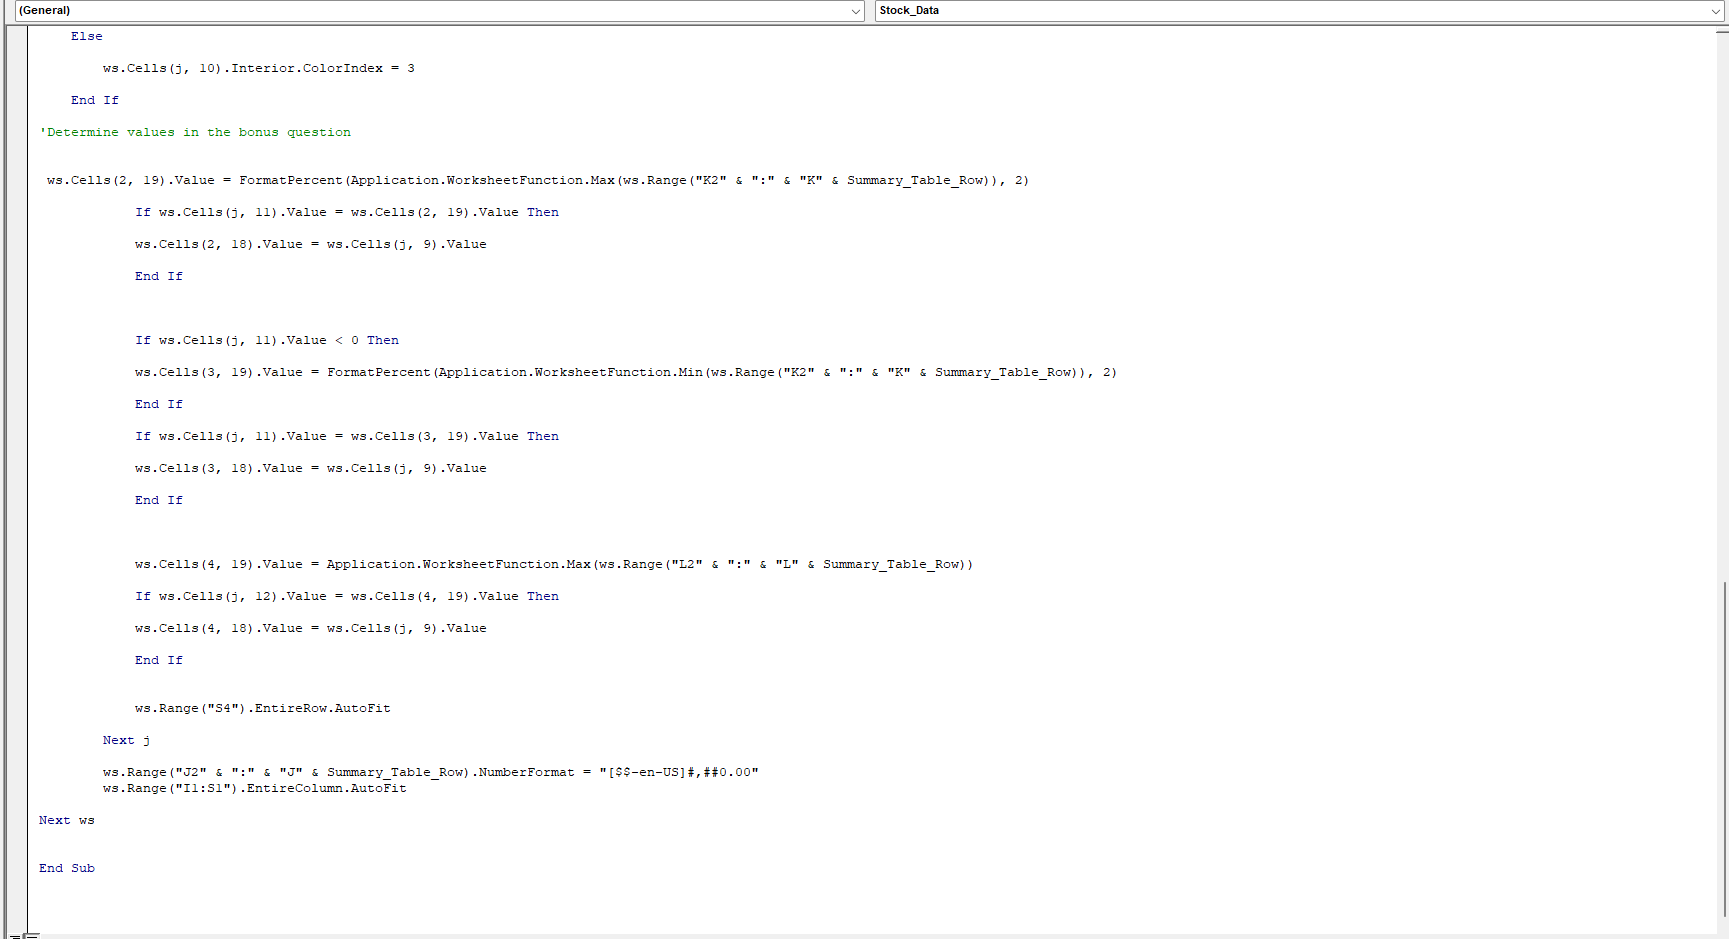 (General)
Stock_Data
Else
ws.Cells(j, 10).Interior.ColorIndex = 3
End If
'Determine values in the bonus question
ws.Cells(2, 19).Value = FormatPercent(Application.WorksheetFunction.Max(ws.Range("K2" & ":" & "K" & Summary_Table_Row)), 2)
If ws.Cells(j, 11).Value = ws.Cells(2, 19).Value Then
ws.Cells(2, 18).Value = ws.Cells(j, 9).Value
End If
If ws.Cells(j, 11).Value < 0 Then
ws.Cells(3, 19).Value = FormatPercent(Application.WorksheetFunction.Min(ws.Range("K2" & ":" & "K" & Summary_Table_Row)), 2)
End If
If ws.Cells(j, 11).Value = ws.Cells(3, 19).Value Then
ws.Cells(3, 18).Value = ws.Cells(j, 9).Value
End If
ws.Cells(4, 19).Value = Application.WorksheetFunction.Max(ws.Range("L2" & ":" & "L" & Summary_Table_Row))
If ws.Cells(j, 12).Value = ws.Cells(4, 19).Value Then
ws.Cells(4, 18).Value = ws.Cells(j, 9).Value
End If
ws.Range("S4").EntireRow.AutoFit
Next j
ws.Range("J2" & ":" & "J" & Summary_Table_Row).NumberFormat = "[$$-en-US]#,##0.00"
ws.Range("I1:S1").EntireColumn.AutoFit
Next ws
End Sub